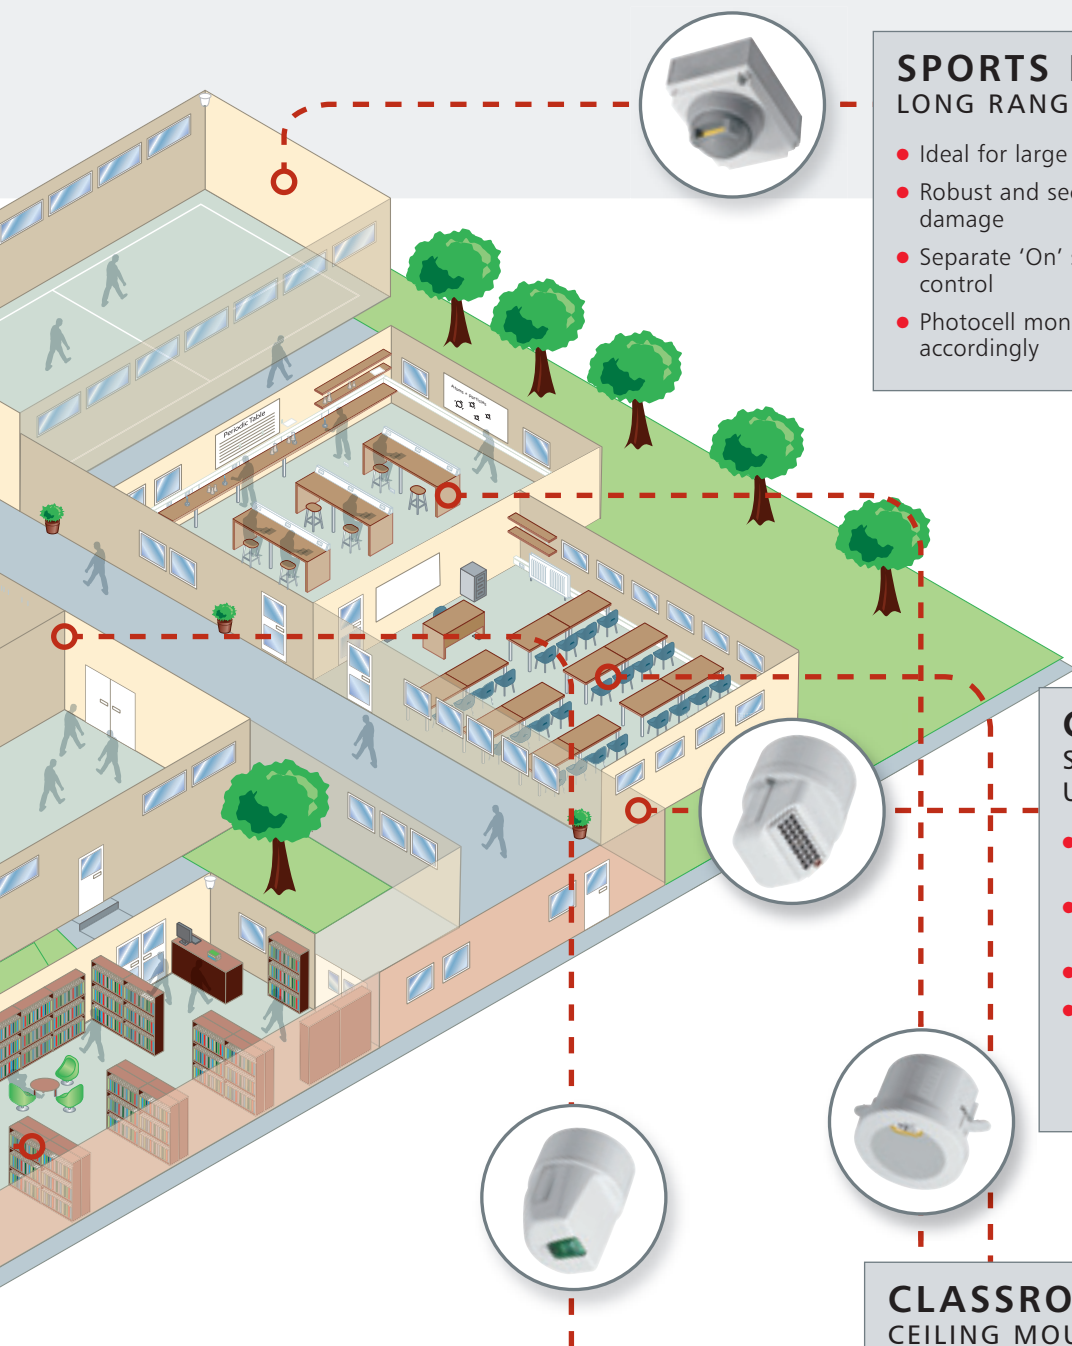 SPORTS
LONG RANG
Ideal for large
Robust and se
damage
Separate ‘On’
control
Photocell mon
accordingly
Periodic Table
CLASSRO
CEILING MOU